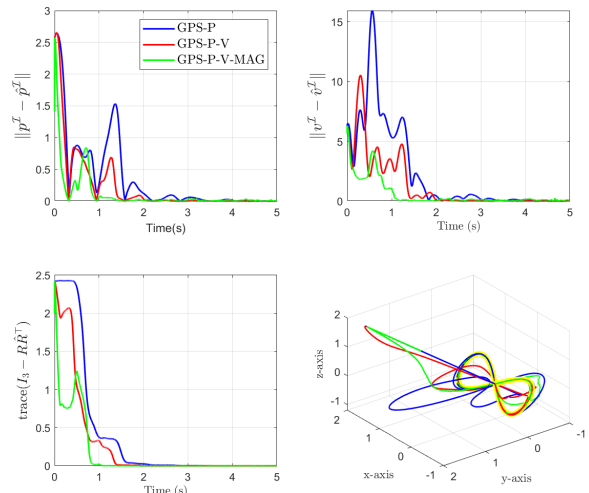 3
2.5
2
1.5
1
0.5
0
0 1 2 3 4 5
Time(s)
||p^ℐ − p̂^ℐ||
GPS-P
GPS-P-V
GPS-P-V-MAG
15
10
5
0
0 1 2 3 4 5
Time (s)
||v^ℐ − v̂^ℐ||
2.5
2
1.5
1
0.5
0
0 1 2 3 4 5
Time (s)
trace(I₃ − RR̂^⊤)
2
1
0
-1
z-axis
2
1
0
-1
x-axis
2
1
0
-1
y-axis